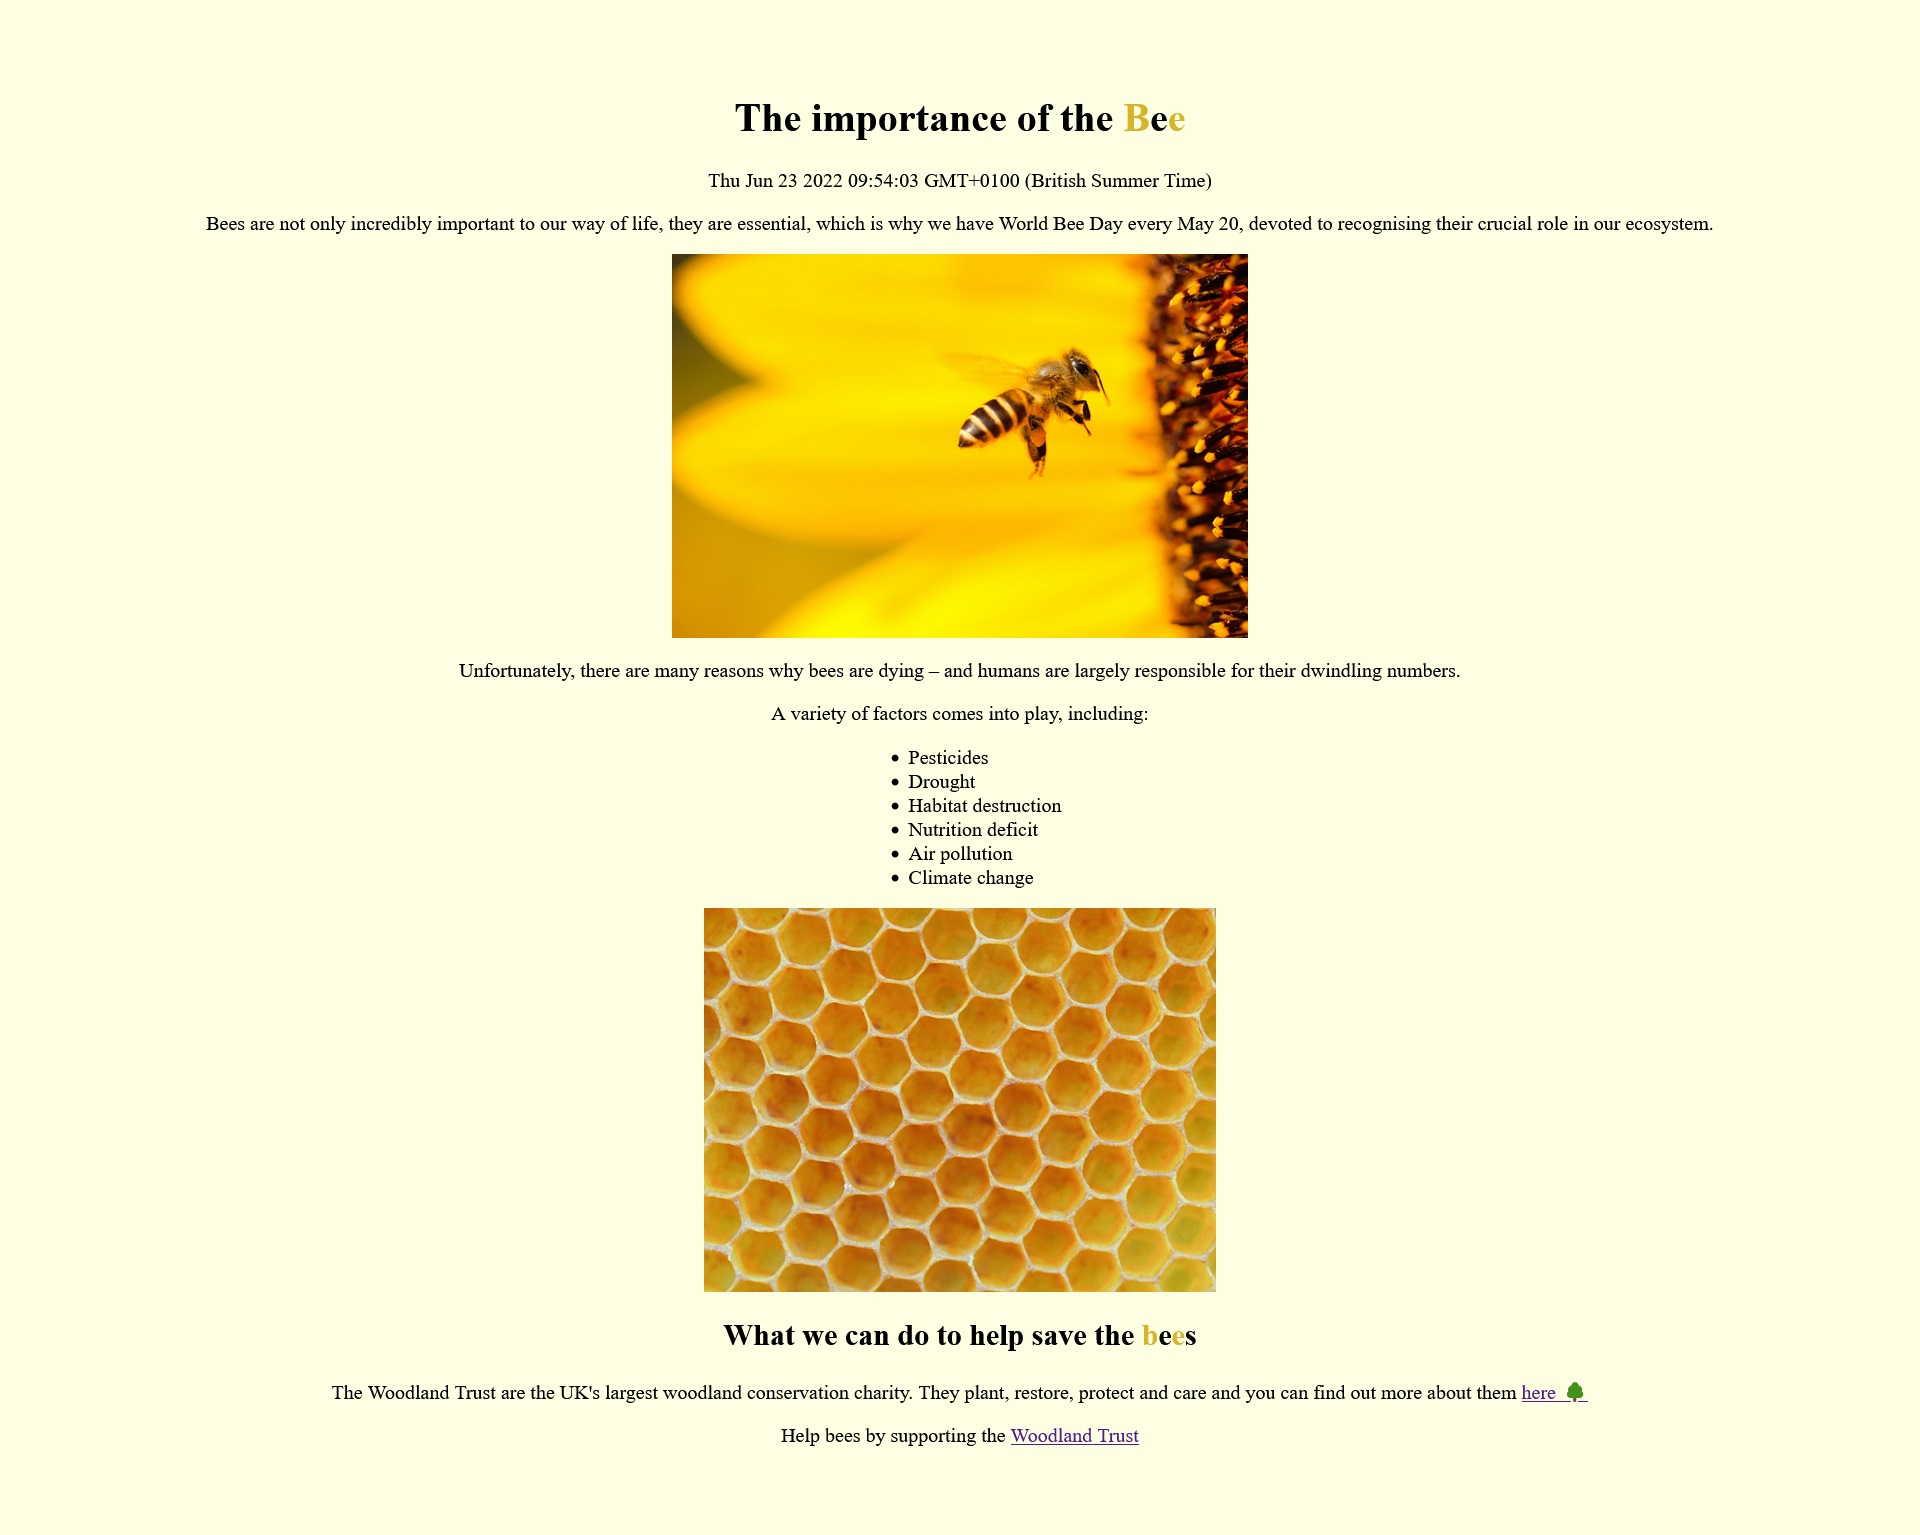 The importance of the Bee
Thu Jun 23 2022 09:54:03 GMT+0100 (British Summer Time)
Bees are not only incredibly important to our way of life, they are essential, which is why we have World Bee Day every May 20, devoted to recognising their crucial role in our ecosystem.
Unfortunately, there are many reasons why bees are dying – and humans are largely responsible for their dwindling numbers.
A variety of factors comes into play, including:
• Pesticides
• Drought
• Habitat destruction
• Nutrition deficit
• Air pollution
• Climate change
What we can do to help save the bees
The Woodland Trust are the UK's largest woodland conservation charity. They plant, restore, protect and care and you can find out more about them here 🌳
Help bees by supporting the Woodland Trust